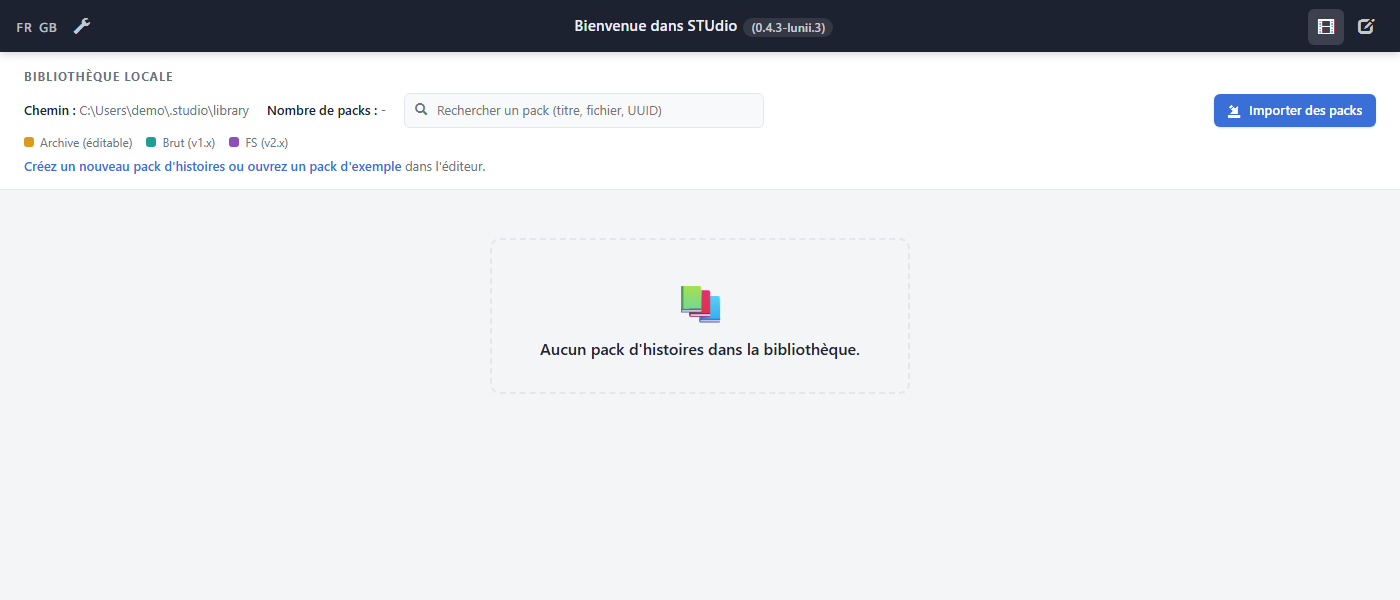 FR GB
Bienvenue dans STUdio (0.4.3-lunii.3)
BIBLIOTHÈQUE LOCALE
Chemin : C:\Users\demo\.studio\library Nombre de packs : -
Rechercher un pack (titre, fichier, UUID)
Importer des packs
Archive (éditable) Brut (v1.x) FS (v2.x)
Créez un nouveau pack d'histoires ou ouvrez un pack d'exemple dans l'éditeur.
Aucun pack d'histoires dans la bibliothèque.